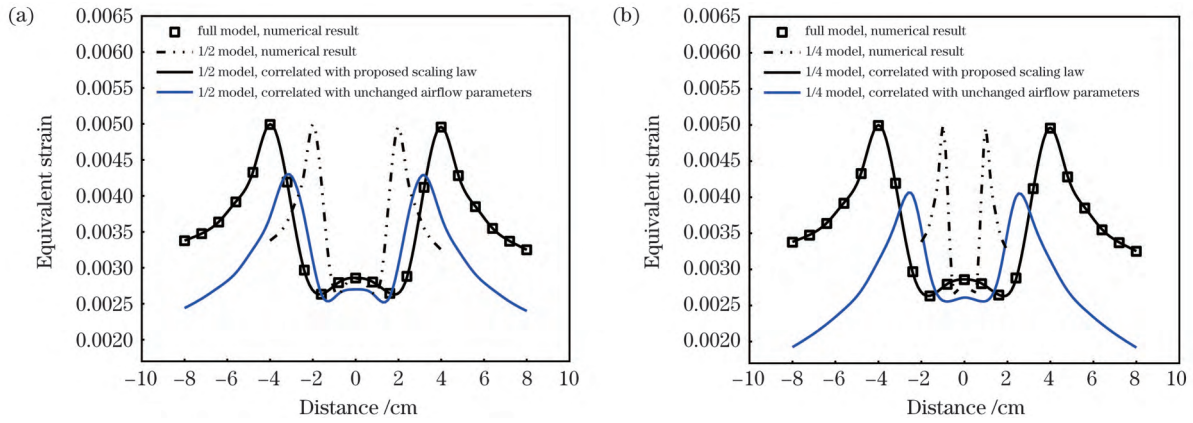 (a)
0.0065
0.0060
0.0055
0.0050
0.0045
0.0040
0.0035
0.0030
0.0025
0.0020
Equivalent strain
full model, numerical result
1/2 model, numerical result
1/2 model, correlated with proposed scaling law
1/2 model, correlated with unchanged airflow parameters
−10 −8 −6 −4 −2 0 2 4 6 8 10
Distance /cm
(b)
0.0065
0.0060
0.0055
0.0050
0.0045
0.0040
0.0035
0.0030
0.0025
0.0020
Equivalent strain
full model, numerical result
1/4 model, numerical result
1/4 model, correlated with proposed scaling law
1/4 model, correlated with unchanged airflow parameters
−10 −8 −6 −4 −2 0 2 4 6 8 10
Distance /cm